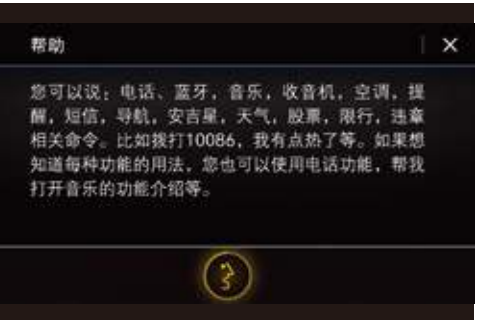 帮助
您可以说：电话、蓝牙，音乐，收音机，空调，提
醒，短信，导航，安吉星，天气，股票，限行，违章
相关命令。比如拨打10086，我有点热了等。如果想
知道每种功能的用法，您也可以使用电话功能，帮我
打开音乐的功能介绍等。